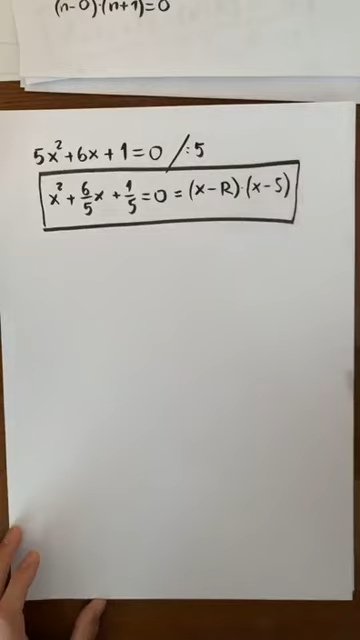 (n-0)·(n+1)=0
5x²+6x+1=0 /:5
x²+6/5x+1/5=0=(x-R)·(x-S)